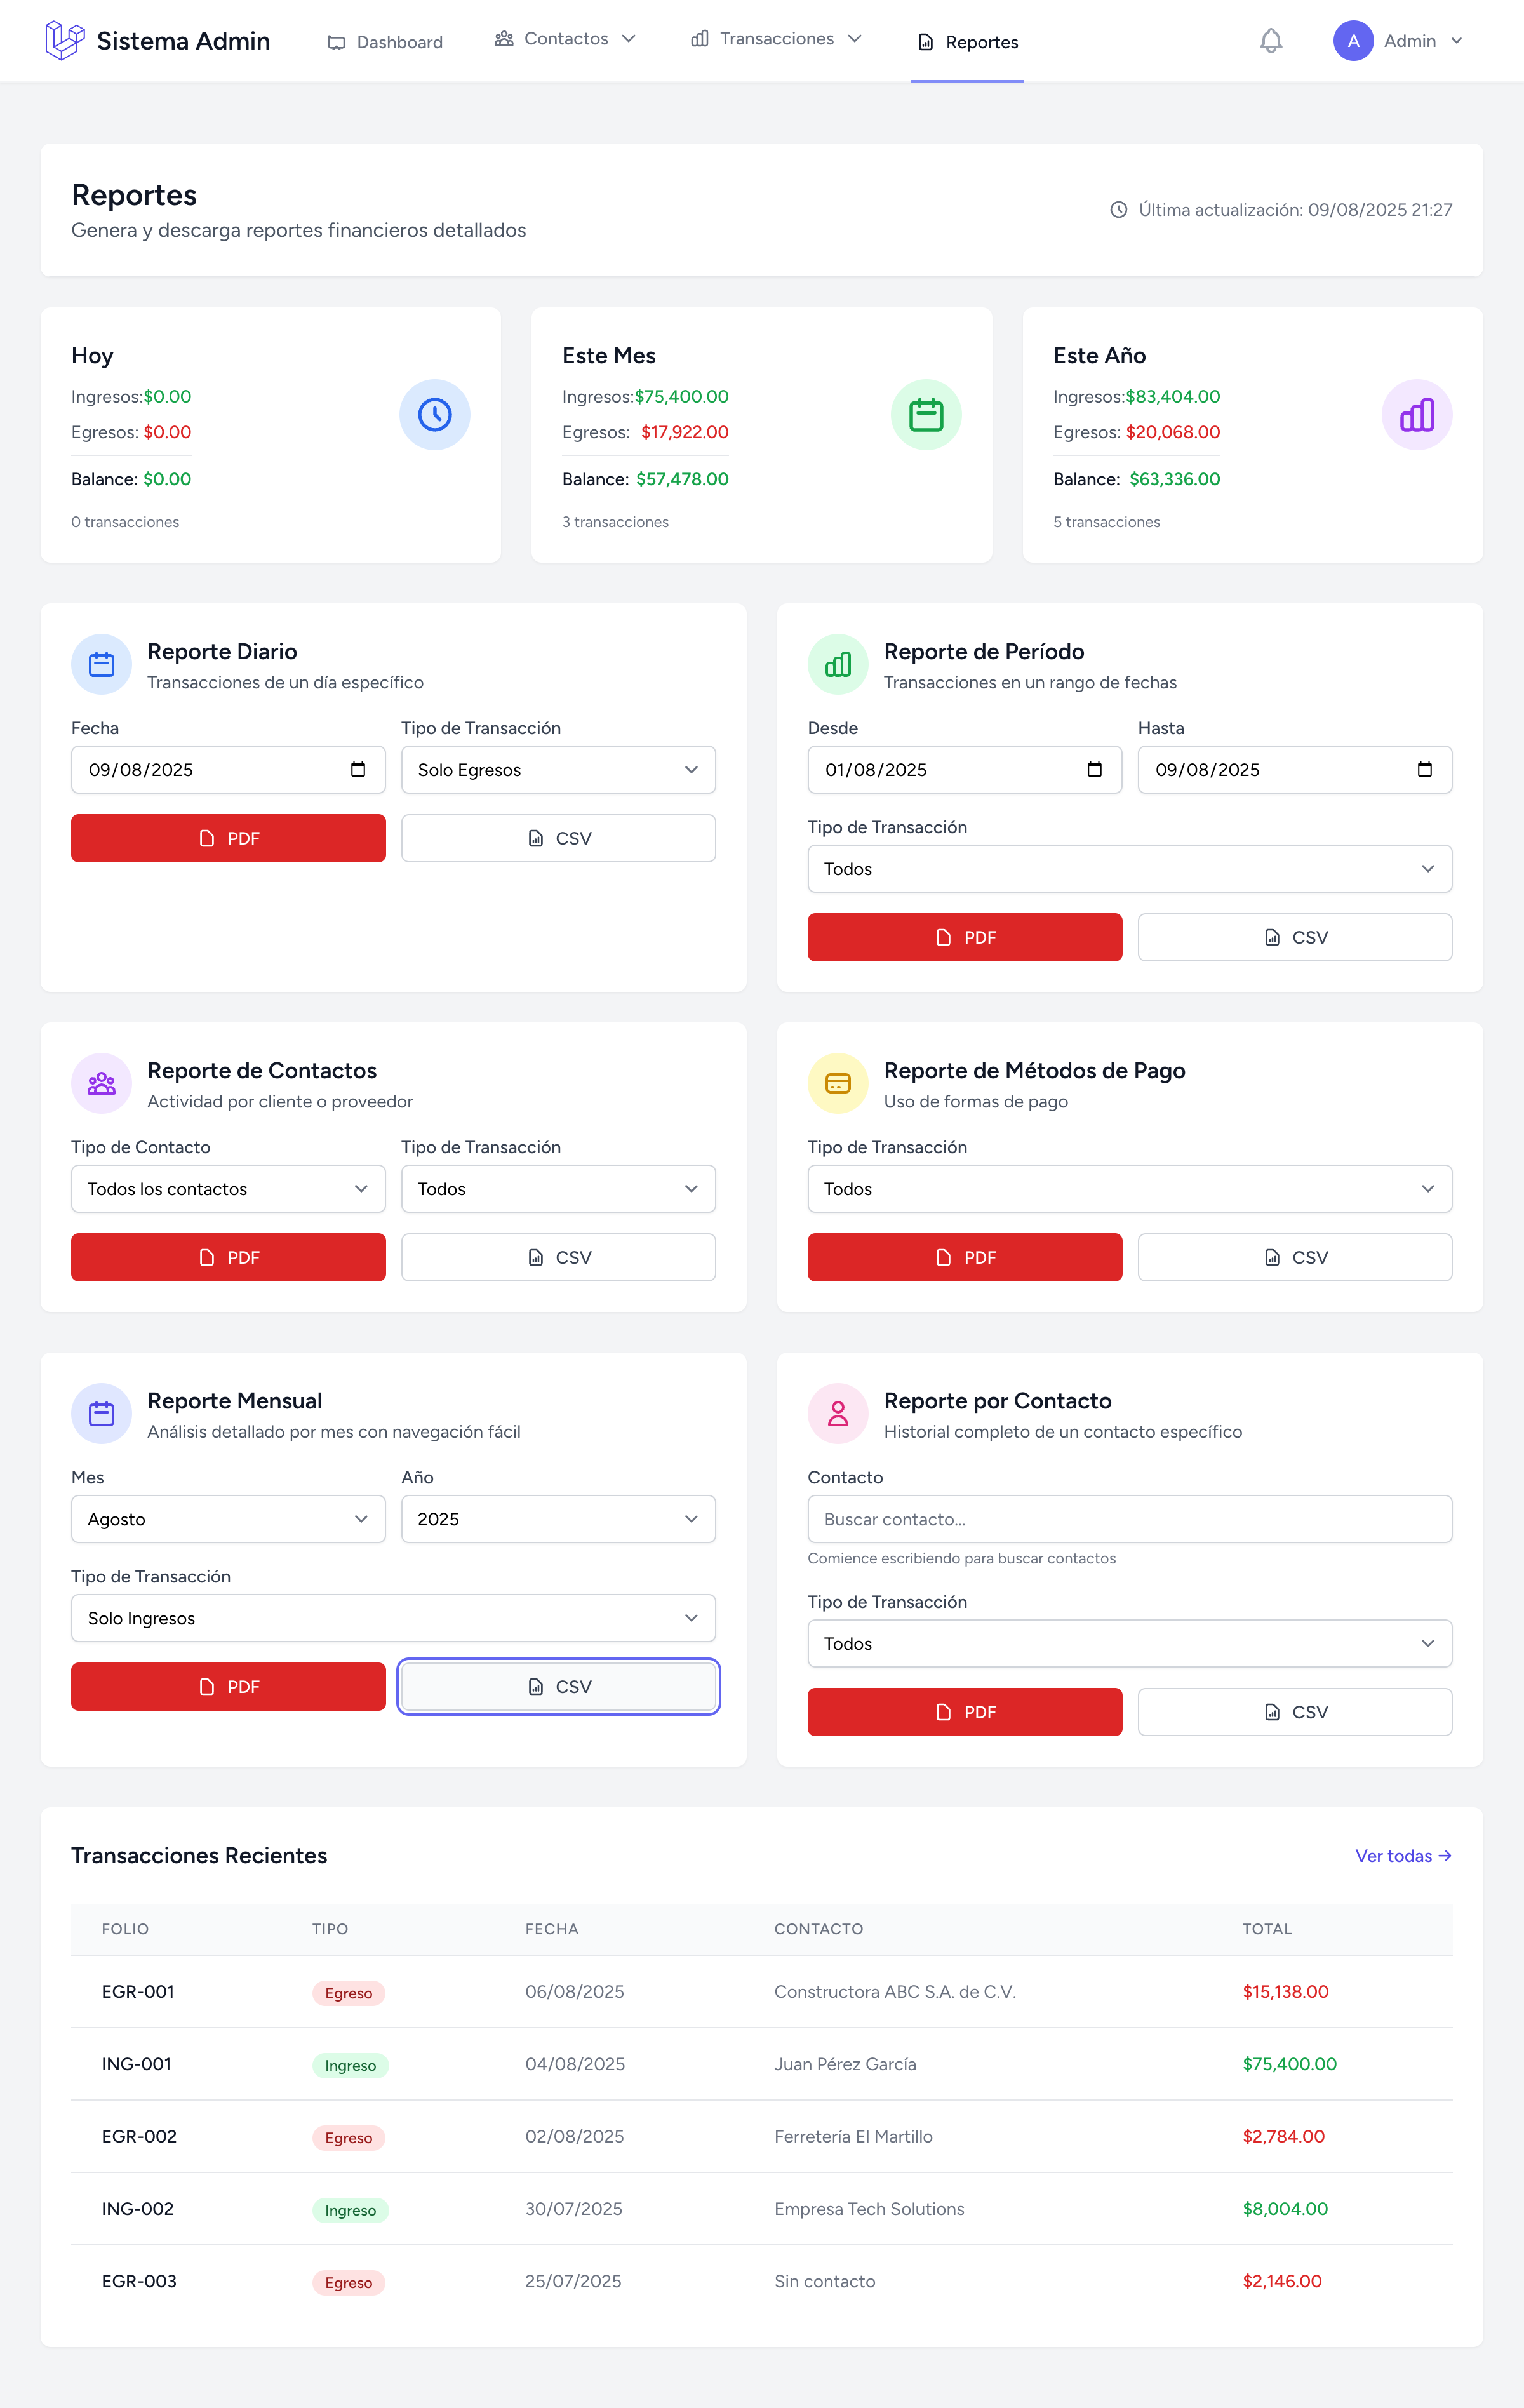 Sistema Admin Dashboard Contactos Transacciones Reportes A Admin
Reportes
Genera y descarga reportes financieros detallados
Última actualización: 09/08/2025 21:27
Hoy
Ingresos:$0.00
Egresos: $0.00
Balance: $0.00
0 transacciones
Este Mes
Ingresos:$75,400.00
Egresos: $17,922.00
Balance: $57,478.00
3 transacciones
Este Año
Ingresos:$83,404.00
Egresos: $20,068.00
Balance: $63,336.00
5 transacciones
Reporte Diario
Transacciones de un día específico
Fecha Tipo de Transacción
09/08/2025 Solo Egresos
PDF CSV
Reporte de Período
Transacciones en un rango de fechas
Desde Hasta
01/08/2025 09/08/2025
Tipo de Transacción
Todos
PDF CSV
Reporte de Contactos
Actividad por cliente o proveedor
Tipo de Contacto Tipo de Transacción
Todos los contactos Todos
PDF CSV
Reporte de Métodos de Pago
Uso de formas de pago
Tipo de Transacción
Todos
PDF CSV
Reporte Mensual
Análisis detallado por mes con navegación fácil
Mes Año
Agosto 2025
Tipo de Transacción
Solo Ingresos
PDF CSV
Reporte por Contacto
Historial completo de un contacto específico
Contacto
Buscar contacto...
Comience escribiendo para buscar contactos
Tipo de Transacción
Todos
PDF CSV
Transacciones Recientes Ver todas →
FOLIO TIPO FECHA CONTACTO TOTAL
EGR-001 Egreso 06/08/2025 Constructora ABC S.A. de C.V. $15,138.00
ING-001 Ingreso 04/08/2025 Juan Pérez García $75,400.00
EGR-002 Egreso 02/08/2025 Ferretería El Martillo $2,784.00
ING-002 Ingreso 30/07/2025 Empresa Tech Solutions $8,004.00
EGR-003 Egreso 25/07/2025 Sin contacto $2,146.00